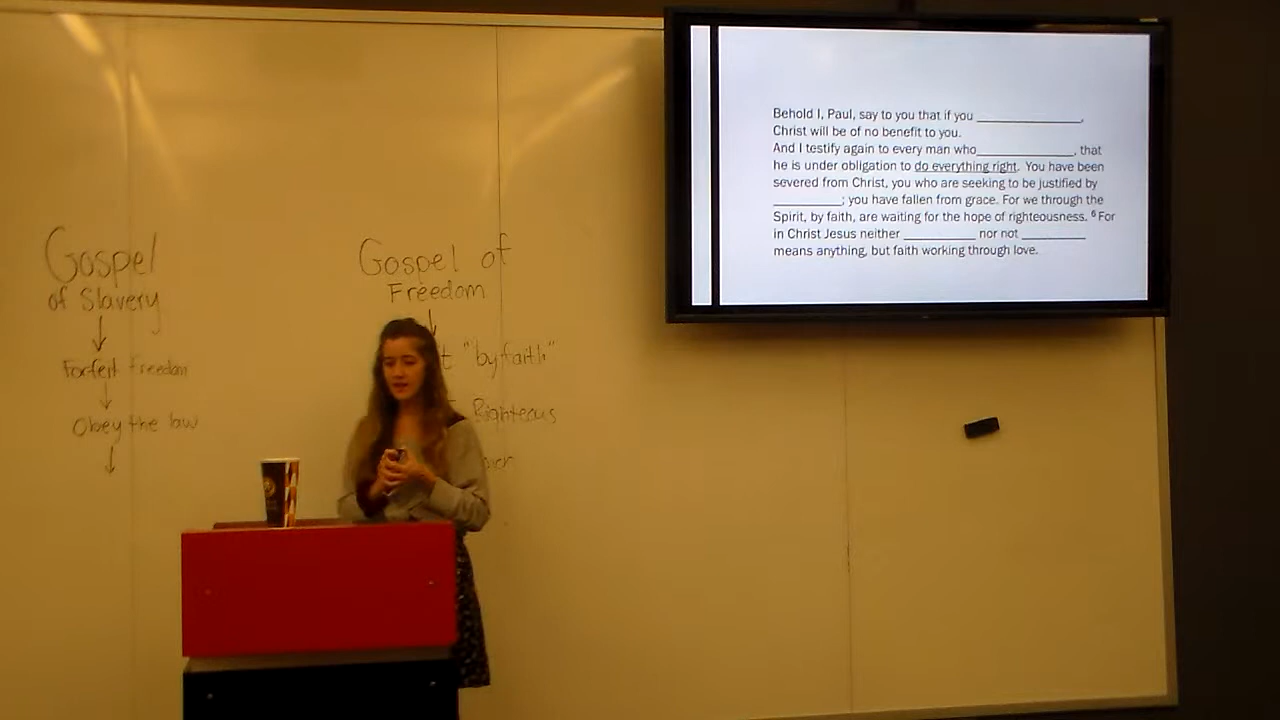 Gospel
of Slavery
Forfeit freedom
Obey the law
Gospel of
Freedom
"by faith"
Righteous
Behold I, Paul, say to you that if you ______________,
Christ will be of no benefit to you.
And I testify again to every man who_____________, that
he is under obligation to do everything right. You have been
severed from Christ, you who are seeking to be justified by
_________; you have fallen from grace. For we through the
Spirit, by faith, are waiting for the hope of righteousness. 6 For
in Christ Jesus neither __________ nor not _________
means anything, but faith working through love.